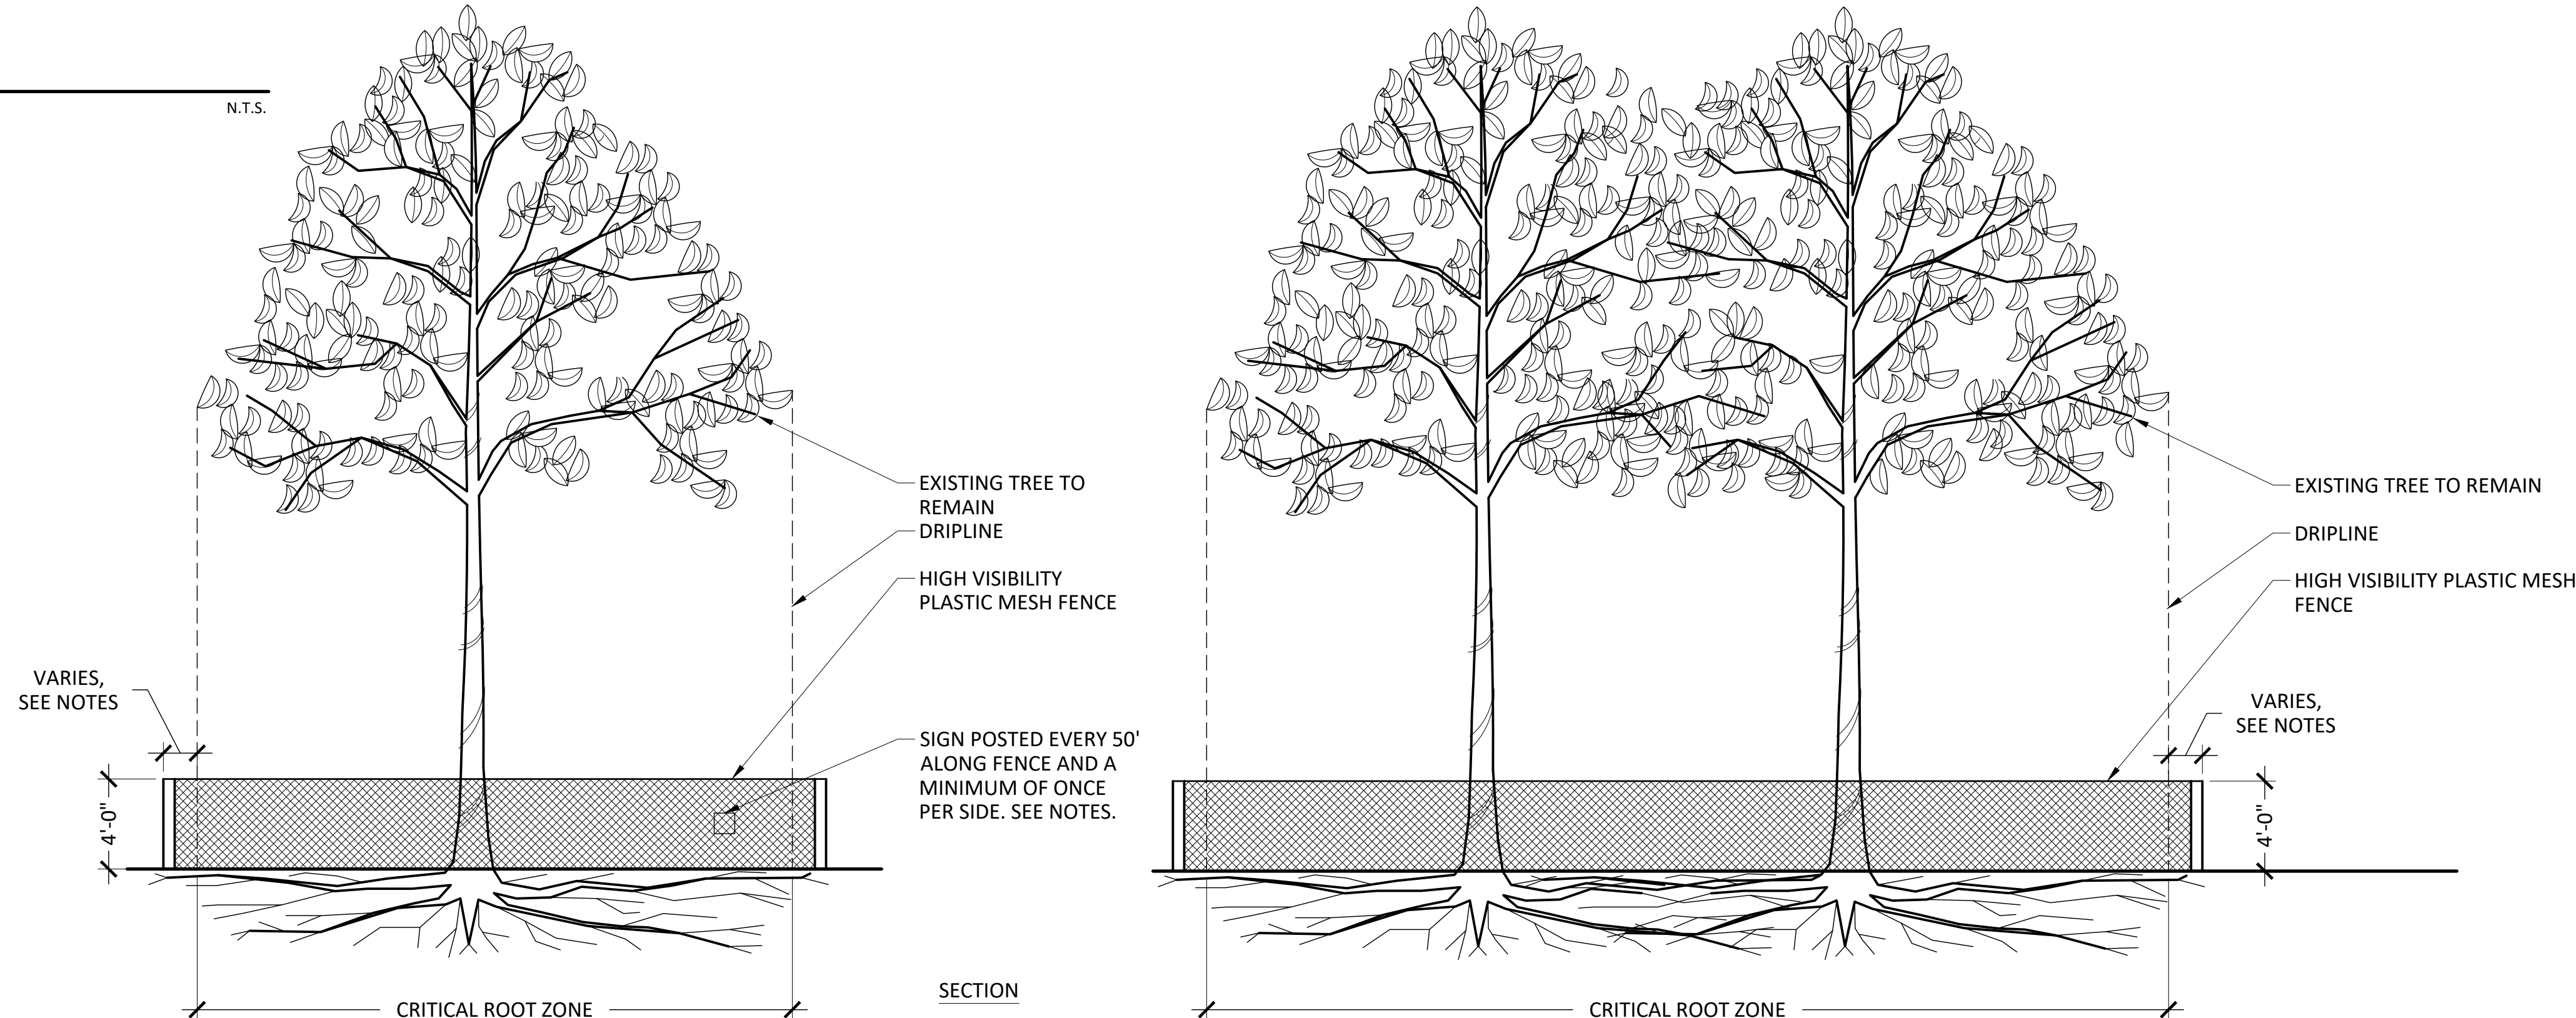 N.T.S.
EXISTING TREE TO
REMAIN
DRIPLINE
HIGH VISIBILITY
PLASTIC MESH FENCE
VARIES,
SEE NOTES
SIGN POSTED EVERY 50'
ALONG FENCE AND A
MINIMUM OF ONCE
PER SIDE. SEE NOTES.
4'-0"
CRITICAL ROOT ZONE
SECTION
EXISTING TREE TO REMAIN
DRIPLINE
HIGH VISIBILITY PLASTIC MESH
FENCE
VARIES,
SEE NOTES
4'-0"
CRITICAL ROOT ZONE